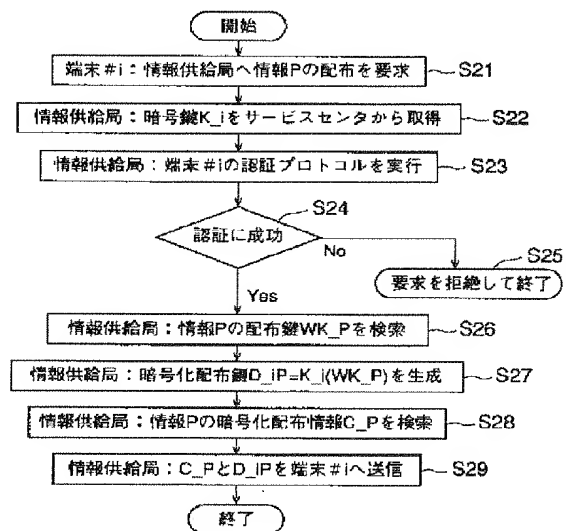 開始
端末#i：情報供給局へ情報Pの配布を要求
S21
情報供給局：暗号鍵K_iをサービスセンタから取得
S22
情報供給局：端末#iの認証プロトコルを実行
S23
S24
認証に成功
No
S25
要求を拒絶して終了
Yes
情報供給局：情報Pの配布鍵WK_Pを検索
S26
情報供給局：暗号化配布鍵D_iP=K_i(WK_P)を生成
S27
情報供給局：情報Pの暗号化配布情報C_Pを検索
S28
情報供給局：C_PとD_iPを端末#iへ送信
S29
終了